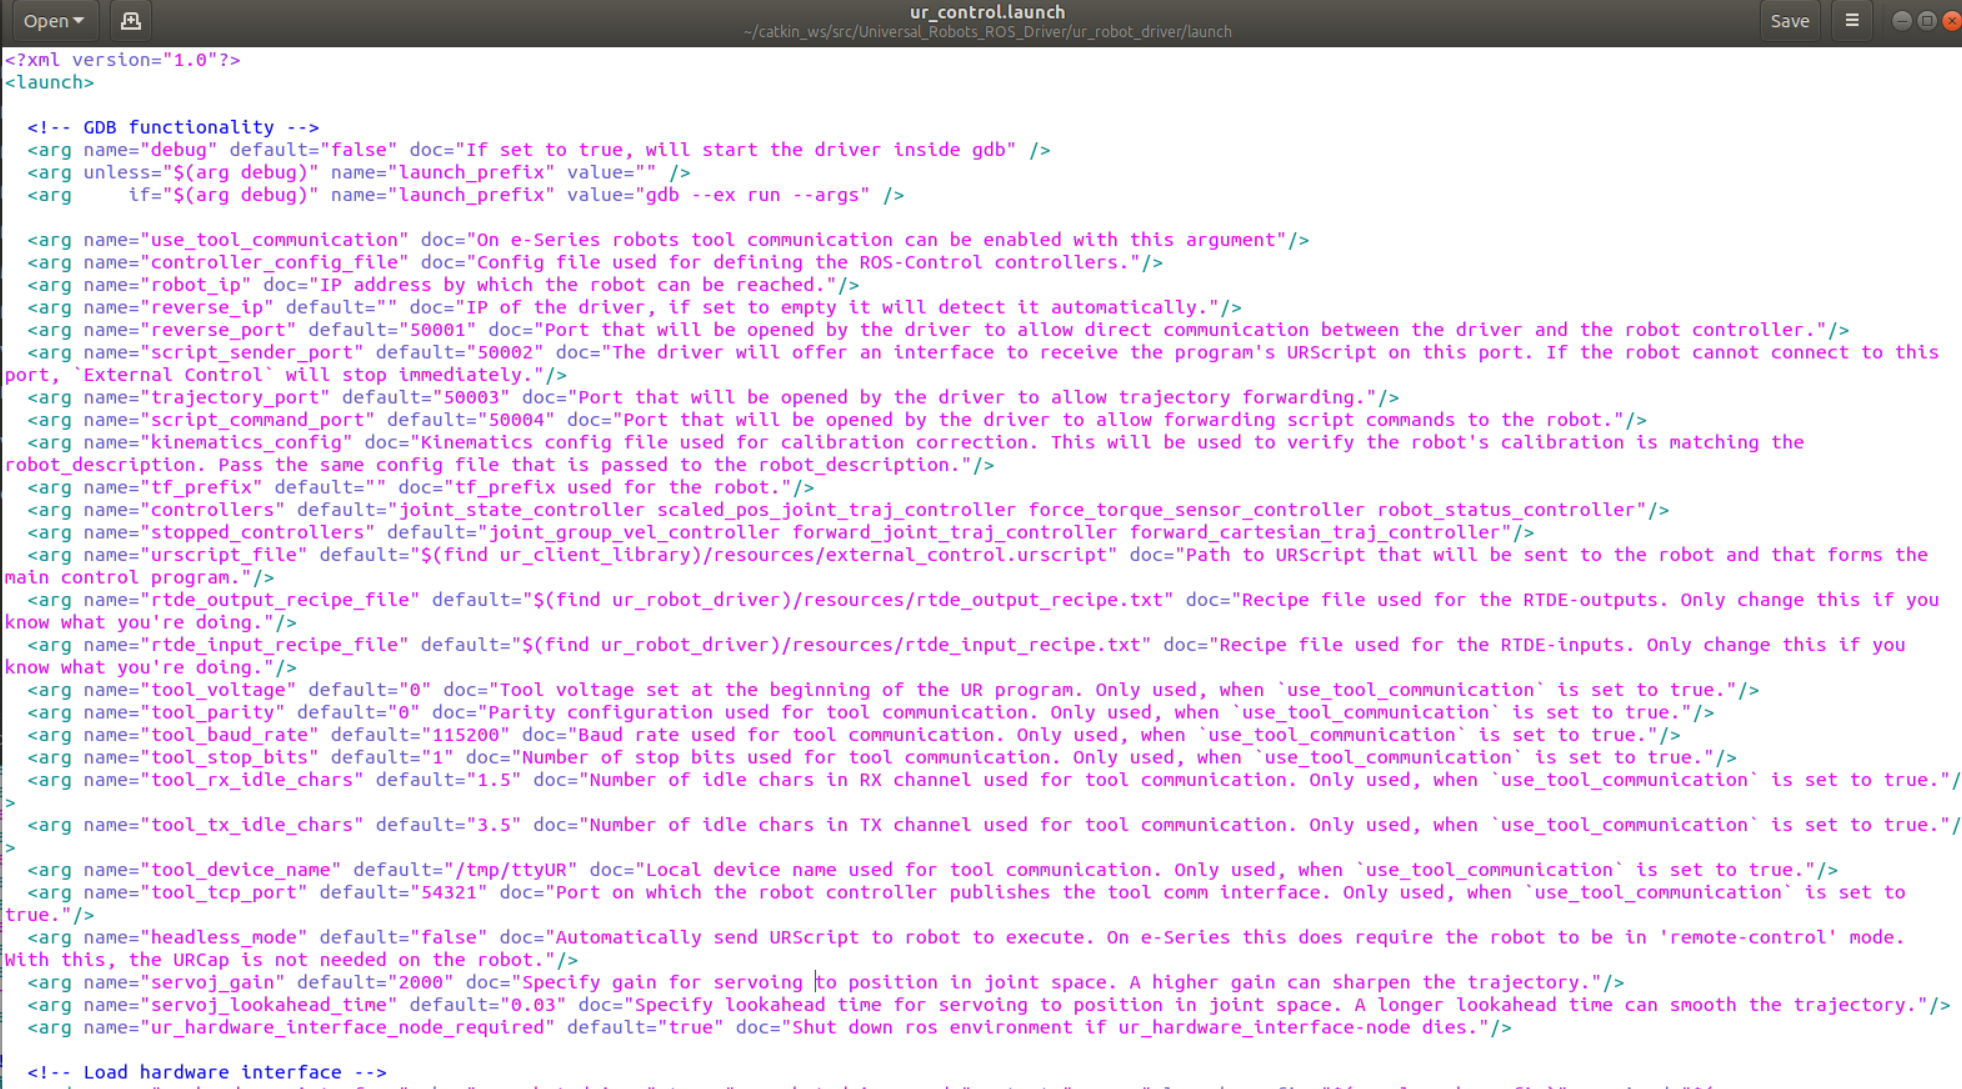 Open
ur_control.launch
~/catkin_ws/src/Universal_Robots_ROS_Driver/ur_robot_driver/launch
Save
<?xml version="1.0"?>
<launch>
  <!-- GDB functionality -->
  <arg name="debug" default="false" doc="If set to true, will start the driver inside gdb" />
  <arg unless="$(arg debug)" name="launch_prefix" value="" />
  <arg     if="$(arg debug)" name="launch_prefix" value="gdb --ex run --args" />
  <arg name="use_tool_communication" doc="On e-Series robots tool communication can be enabled with this argument"/>
  <arg name="controller_config_file" doc="Config file used for defining the ROS-Control controllers."/>
  <arg name="robot_ip" doc="IP address by which the robot can be reached."/>
  <arg name="reverse_ip" default="" doc="IP of the driver, if set to empty it will detect it automatically."/>
  <arg name="reverse_port" default="50001" doc="Port that will be opened by the driver to allow direct communication between the driver and the robot controller."/>
  <arg name="script_sender_port" default="50002" doc="The driver will offer an interface to receive the program's URScript on this port. If the robot cannot connect to this
port, `External Control` will stop immediately."/>
  <arg name="trajectory_port" default="50003" doc="Port that will be opened by the driver to allow trajectory forwarding."/>
  <arg name="script_command_port" default="50004" doc="Port that will be opened by the driver to allow forwarding script commands to the robot."/>
  <arg name="kinematics_config" doc="Kinematics config file used for calibration correction. This will be used to verify the robot's calibration is matching the
robot_description. Pass the same config file that is passed to the robot_description."/>
  <arg name="tf_prefix" default="" doc="tf_prefix used for the robot."/>
  <arg name="controllers" default="joint_state_controller scaled_pos_joint_traj_controller force_torque_sensor_controller robot_status_controller"/>
  <arg name="stopped_controllers" default="joint_group_vel_controller forward_joint_traj_controller forward_cartesian_traj_controller"/>
  <arg name="urscript_file" default="$(find ur_client_library)/resources/external_control.urscript" doc="Path to URScript that will be sent to the robot and that forms the
main control program."/>
  <arg name="rtde_output_recipe_file" default="$(find ur_robot_driver)/resources/rtde_output_recipe.txt" doc="Recipe file used for the RTDE-outputs. Only change this if you
know what you're doing."/>
  <arg name="rtde_input_recipe_file" default="$(find ur_robot_driver)/resources/rtde_input_recipe.txt" doc="Recipe file used for the RTDE-inputs. Only change this if you
know what you're doing."/>
  <arg name="tool_voltage" default="0" doc="Tool voltage set at the beginning of the UR program. Only used, when `use_tool_communication` is set to true."/>
  <arg name="tool_parity" default="0" doc="Parity configuration used for tool communication. Only used, when `use_tool_communication` is set to true."/>
  <arg name="tool_baud_rate" default="115200" doc="Baud rate used for tool communication. Only used, when `use_tool_communication` is set to true."/>
  <arg name="tool_stop_bits" default="1" doc="Number of stop bits used for tool communication. Only used, when `use_tool_communication` is set to true."/>
  <arg name="tool_rx_idle_chars" default="1.5" doc="Number of idle chars in RX channel used for tool communication. Only used, when `use_tool_communication` is set to true."/
>
  <arg name="tool_tx_idle_chars" default="3.5" doc="Number of idle chars in TX channel used for tool communication. Only used, when `use_tool_communication` is set to true."/
>
  <arg name="tool_device_name" default="/tmp/ttyUR" doc="Local device name used for tool communication. Only used, when `use_tool_communication` is set to true."/>
  <arg name="tool_tcp_port" default="54321" doc="Port on which the robot controller publishes the tool comm interface. Only used, when `use_tool_communication` is set to
true."/>
  <arg name="headless_mode" default="false" doc="Automatically send URScript to robot to execute. On e-Series this does require the robot to be in 'remote-control' mode.
With this, the URCap is not needed on the robot."/>
  <arg name="servoj_gain" default="2000" doc="Specify gain for servoing to position in joint space. A higher gain can sharpen the trajectory."/>
  <arg name="servoj_lookahead_time" default="0.03" doc="Specify lookahead time for servoing to position in joint space. A longer lookahead time can smooth the trajectory."/>
  <arg name="ur_hardware_interface_node_required" default="true" doc="Shut down ros environment if ur_hardware_interface-node dies."/>
  <!-- Load hardware interface -->